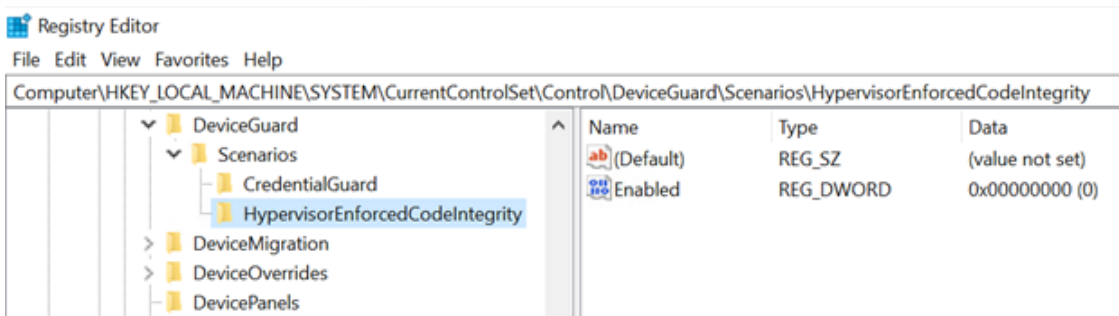 Registry Editor
File Edit View Favorites Help
Computer\HKEY_LOCAL_MACHINE\SYSTEM\CurrentControlSet\Control\DeviceGuard\Scenarios\HypervisorEnforcedCodeIntegrity
DeviceGuard
Scenarios
CredentialGuard
HypervisorEnforcedCodeIntegrity
DeviceMigration
DeviceOverrides
DevicePanels
Name Type Data
(Default) REG_SZ (value not set)
Enabled REG_DWORD 0x00000000 (0)